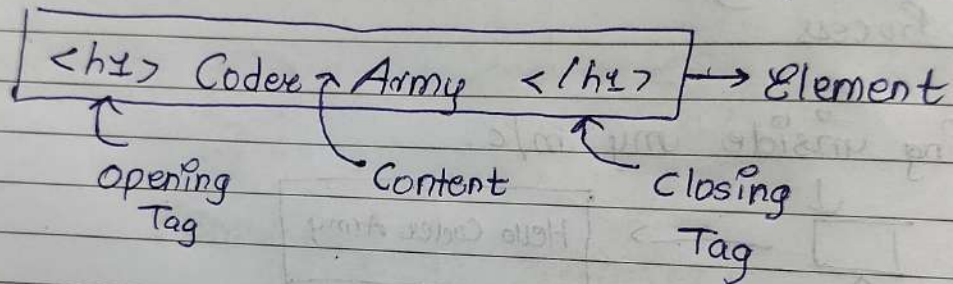 <h1> Coder Army </h1> → Element
Opening Tag
Content
Closing Tag